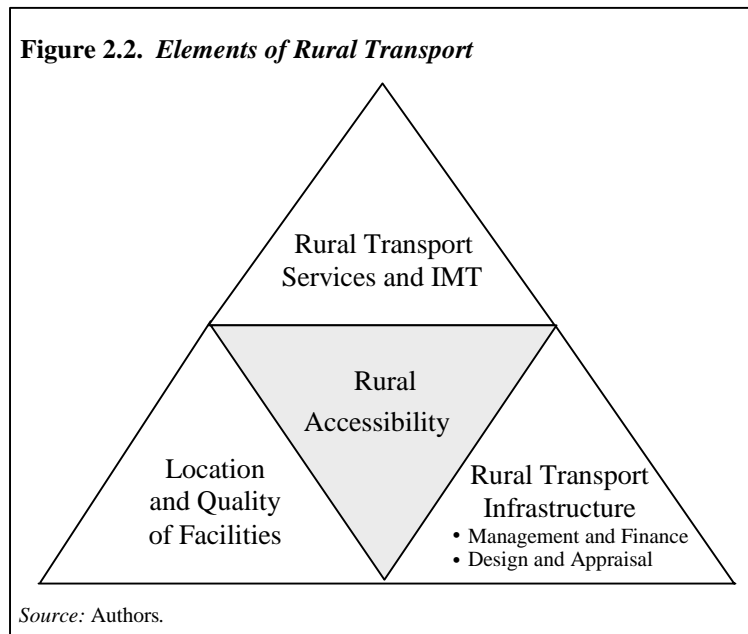 Figure 2.2. Elements of Rural Transport
Rural Transport
Services and IMT
Rural
Accessibility
Location
and Quality
of Facilities
Rural Transport
Infrastructure
• Management and Finance
• Design and Appraisal
Source: Authors.